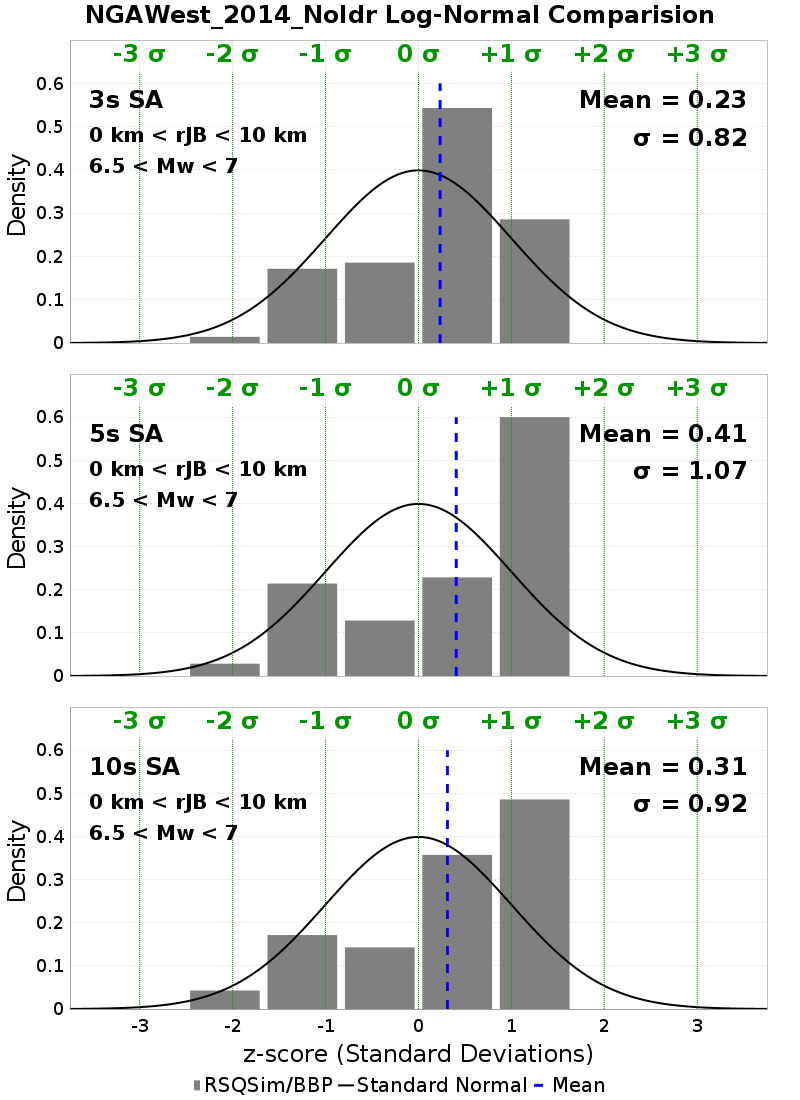 NGAWest_2014_NoIdr Log-Normal Comparision
-3 σ -2 σ -1 σ 0 σ +1 σ +2 σ +3 σ
0.6
3s SA Mean = 0.23
0.5
0 km < rJB < 10 km σ = 0.82
6.5 < Mw < 7
0.4
0.3
0.2
0.1
0
Density
-3 σ -2 σ -1 σ 0 σ +1 σ +2 σ +3 σ
0.6
5s SA Mean = 0.41
0.5
0 km < rJB < 10 km σ = 1.07
6.5 < Mw < 7
0.4
0.3
0.2
0.1
0
Density
-3 σ -2 σ -1 σ 0 σ +1 σ +2 σ +3 σ
0.6
10s SA Mean = 0.31
0.5
0 km < rJB < 10 km σ = 0.92
6.5 < Mw < 7
0.4
0.3
0.2
0.1
0
Density
-3 -2 -1 0 1 2 3
z-score (Standard Deviations)
RSQSim/BBP Standard Normal Mean